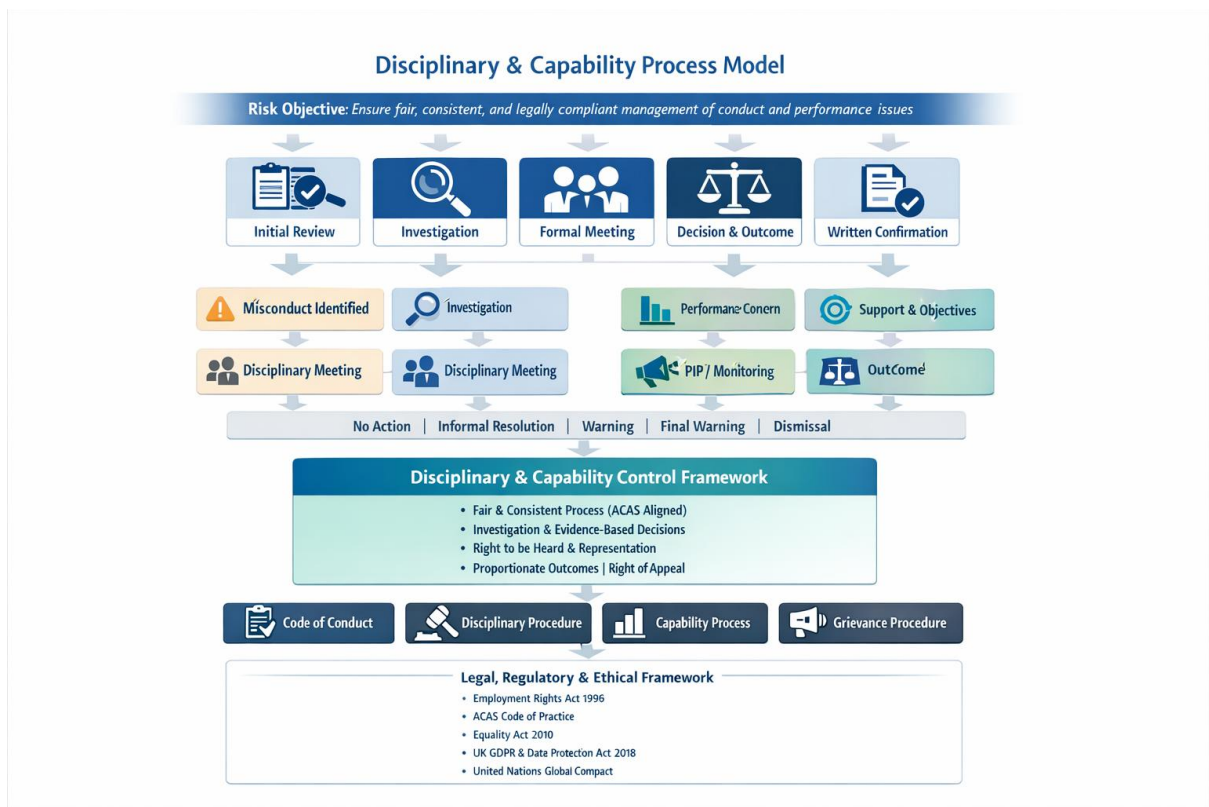 Disciplinary & Capability Process Model
Risk Objective: Ensure fair, consistent, and legally compliant management of conduct and performance issues
Initial Review
Investigation
Formal Meeting
Decision & Outcome
Written Confirmation
Misconduct Identified
Investigation
Performane Concern
Support & Objectives
Disciplinary Meeting
Disciplinary Meeting
PIP / Monitoring
Outcome
No Action | Informal Resolution | Warning | Final Warning | Dismissal
Disciplinary & Capability Control Framework
• Fair & Consistent Process (ACAS Aligned)
• Investigation & Evidence-Based Decisions
• Right to be Heard & Representation
• Proportionate Outcomes | Right of Appeal
Code of Conduct
Disciplinary Procedure
Capability Process
Grievance Procedure
Legal, Regulatory & Ethical Framework
• Employment Rights Act 1996
• ACAS Code of Practice
• Equality Act 2010
• UK GDPR & Date Protecton Act 2018
• United Nations Global Compact